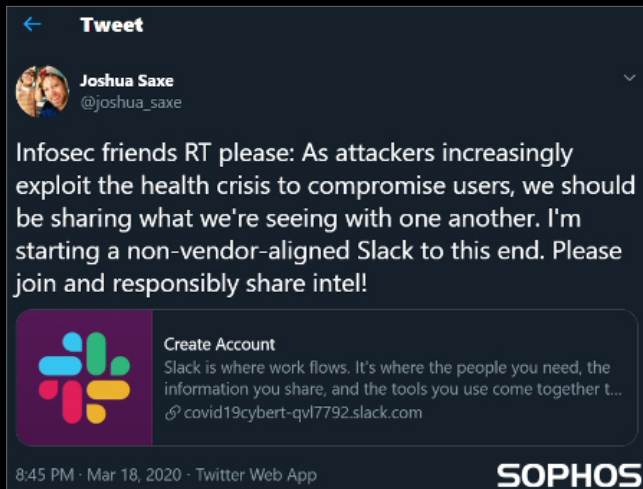 Tweet
Joshua Saxe
@joshua_saxe
Infosec friends RT please: As attackers increasingly
exploit the health crisis to compromise users, we should
be sharing what we're seeing with one another. I'm
starting a non-vendor-aligned Slack to this end. Please
join and responsibly share intel!
Create Account
Slack is where work flows. It's where the people you need, the
information you share, and the tools you use come together t...
covid19cybert-qvl7792.slack.com
8:45 PM · Mar 18, 2020 · Twitter Web App
SOPHOS